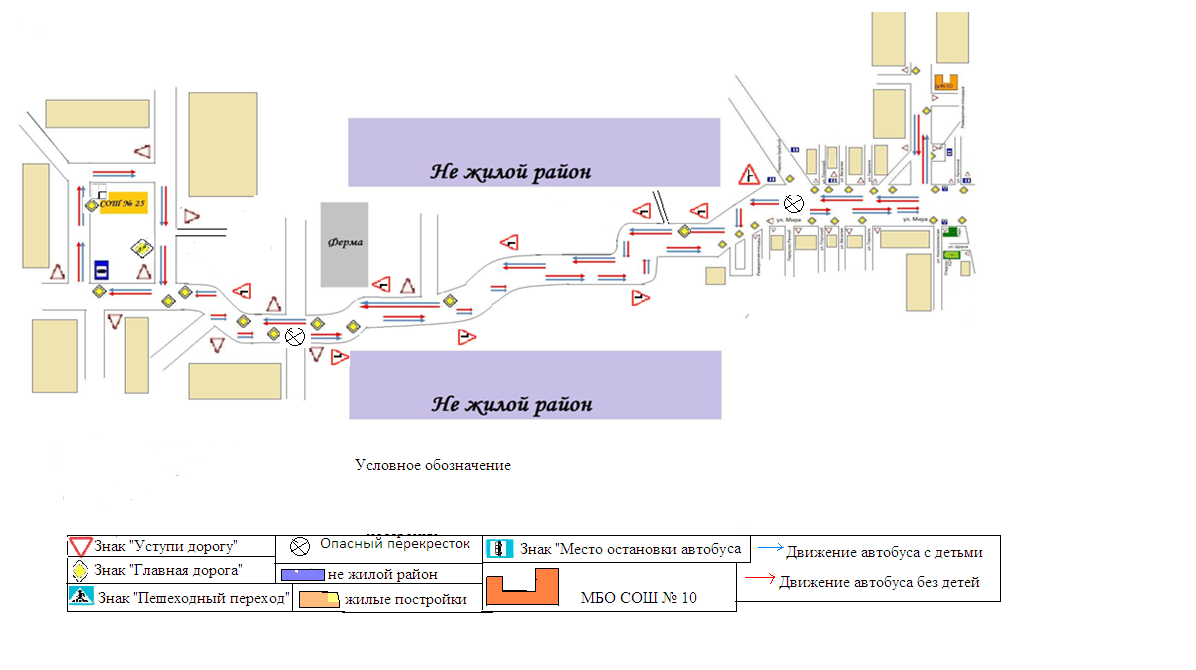 Не жилой район
СОШ № 25
Ферма
ул. Мира
ул. Мира
Не жилой район
Условное обозначение
Знак "Уступи дорогу"
Опасный перекресток
Знак "Место остановки автобуса
Движение автобуса с детьми
Знак "Главная дорога"
не жилой район
Движение автобуса без детей
Знак "Пешеходный переход"
жилые постройки
МБО СОШ № 10